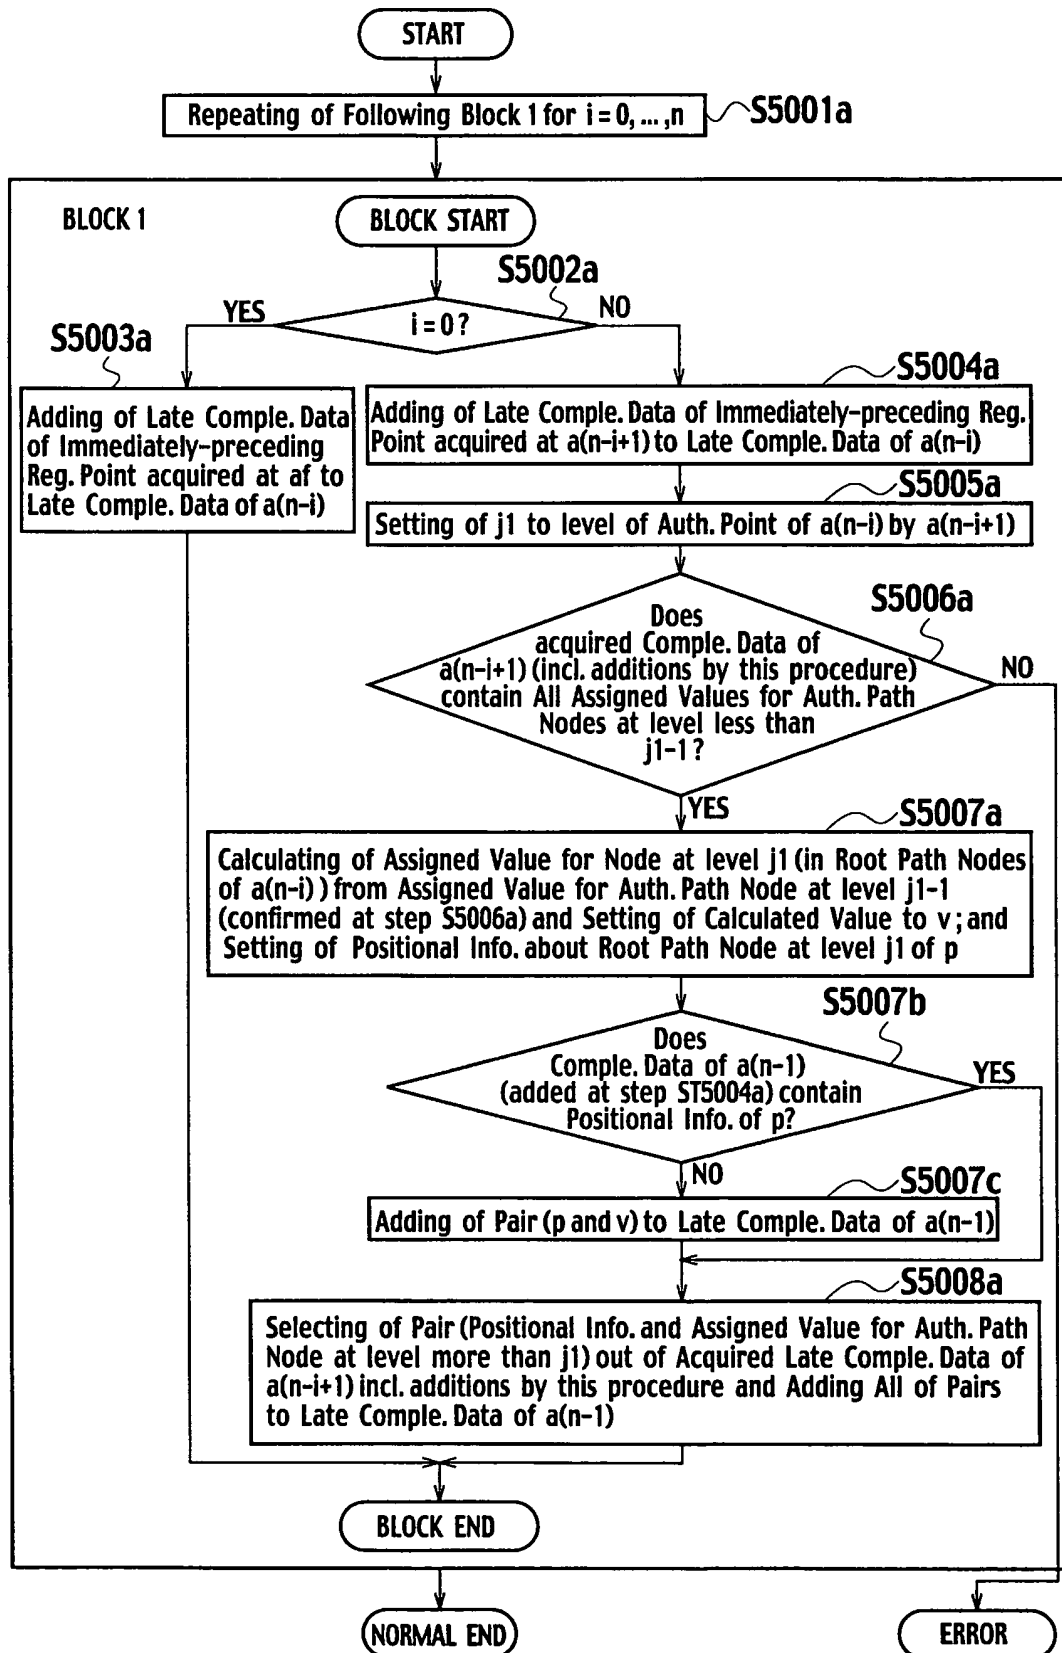 START
Repeating of Following Block 1 for i = 0, ... ,n
S5001a
BLOCK 1
BLOCK START
S5002a
YES
i = 0 ?
NO
S5003a
Adding of Late Comple. Data
of Immediately-preceding
Reg. Point acquired at af to
Late Comple. Data of a(n-i)
S5004a
Adding of Late Comple. Data of Immediately-preceding Reg.
Point acquired at a(n-i+1) to Late Comple. Data of a(n-i)
S5005a
Setting of j1 to level of Auth. Point of a(n-i) by a(n-i+1)
S5006a
Does
acquired Comple. Data of
a(n-i+1) (incl. additions by this procedure)
contain All Assigned Values for Auth. Path
Nodes at level less than
j1-1 ?
NO
YES
S5007a
Calculating of Assigned Value for Node at level j1 (in Root Path Nodes
of a(n-i) ) from Assigned Value for Auth. Path Node at level j1-1
(confirmed at step S5006a) and Setting of Calculated Value to v ; and
Setting of Positional Info. about Root Path Node at level j1 of p
S5007b
Does
Comple. Data of a(n-1)
(added at step ST5004a) contain
Positional Info. of p?
YES
NO
S5007c
Adding of Pair (p and v) to Late Comple. Data of a(n-1)
S5008a
Selecting of Pair (Positional Info. and Assigned Value for Auth. Path
Node at level more than j1) out of Acquired Late Comple. Data of
a(n-i+1) incl. additions by this procedure and Adding All of Pairs
to Late Comple. Data of a(n-1)
BLOCK END
NORMAL END
ERROR